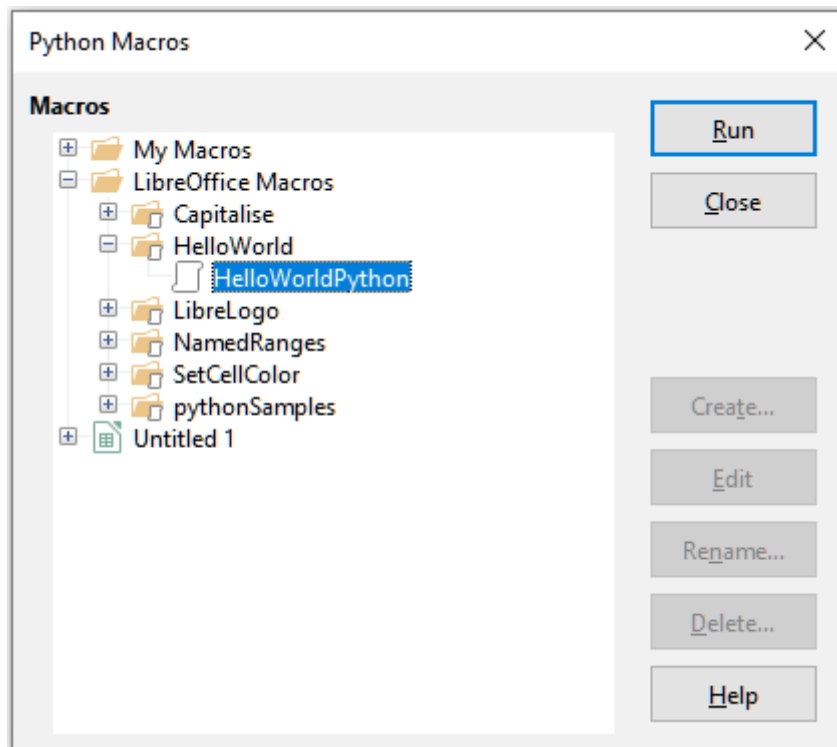 Python Macros
Macros
My Macros
LibreOffice Macros
Capitalise
HelloWorld
HelloWorldPython
LibreLogo
NamedRanges
SetCellColor
pythonSamples
Untitled 1
Run
Close
Create...
Edit
Rename...
Delete...
Help